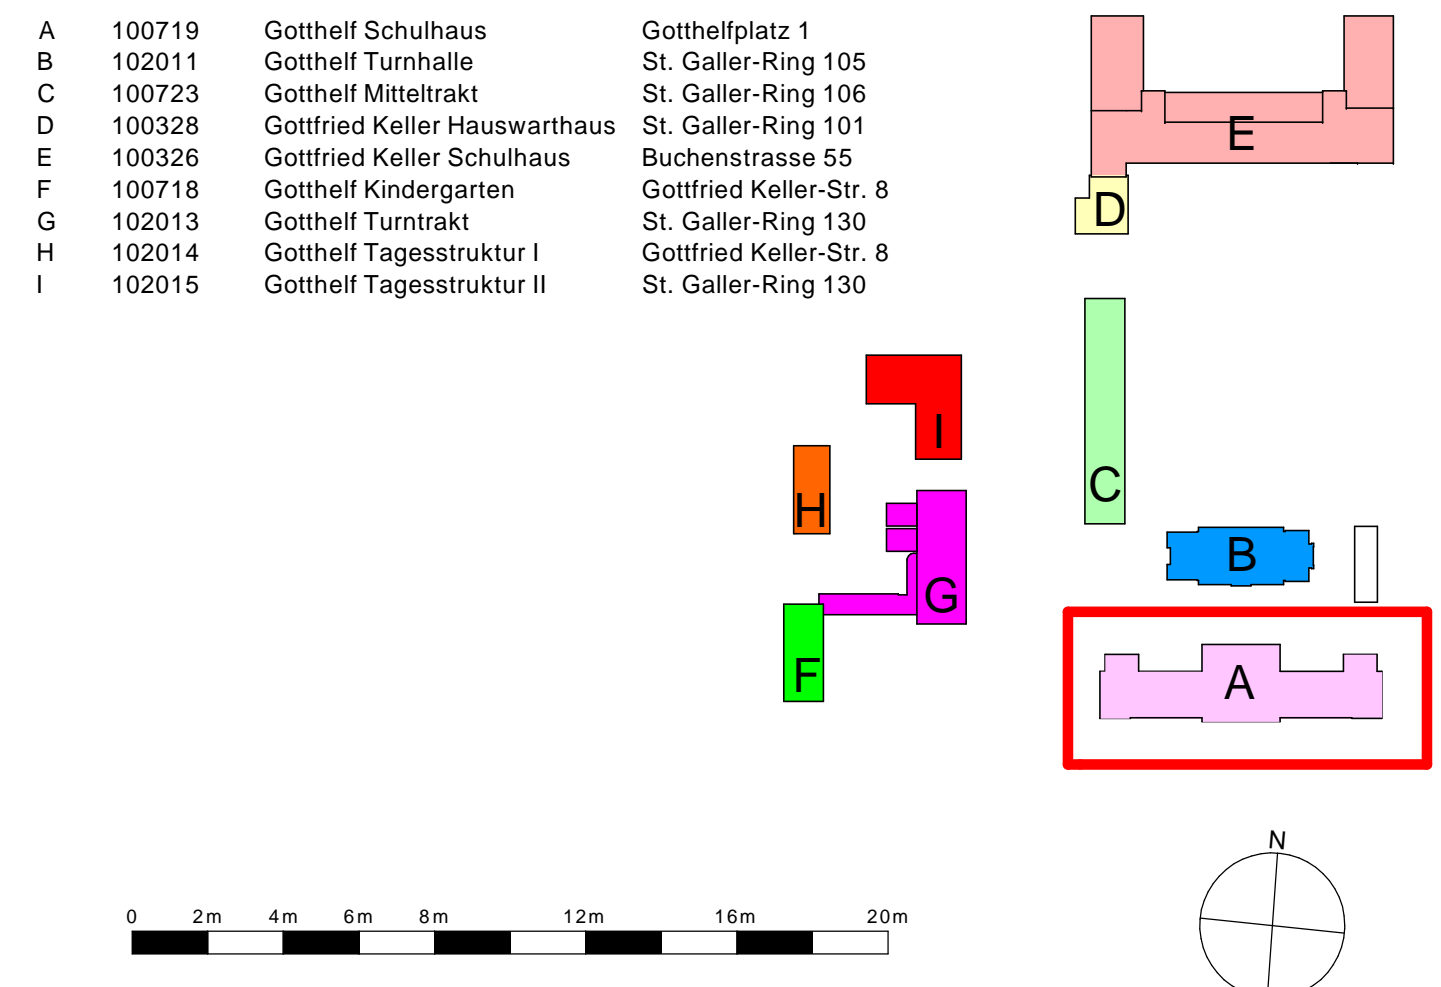 A 100719 Gotthelf Schulhaus Gotthelfplatz 1
B 102011 Gotthelf Turnhalle St. Galler-Ring 105
C 100723 Gotthelf Mitteltrakt St. Galler-Ring 106
D 100328 Gottfried Keller Hauswarthaus St. Galler-Ring 101
E 100326 Gottfried Keller Schulhaus Buchenstrasse 55
F 100718 Gotthelf Kindergarten Gottfried Keller-Str. 8
G 102013 Gotthelf Turntrakt St. Galler-Ring 130
H 102014 Gotthelf Tagesstruktur I Gottfried Keller-Str. 8
I 102015 Gotthelf Tagesstruktur II St. Galler-Ring 130
E
D
I
C
H
B
G
F
A
N
0 2m 4m 6m 8m 12m 16m 20m